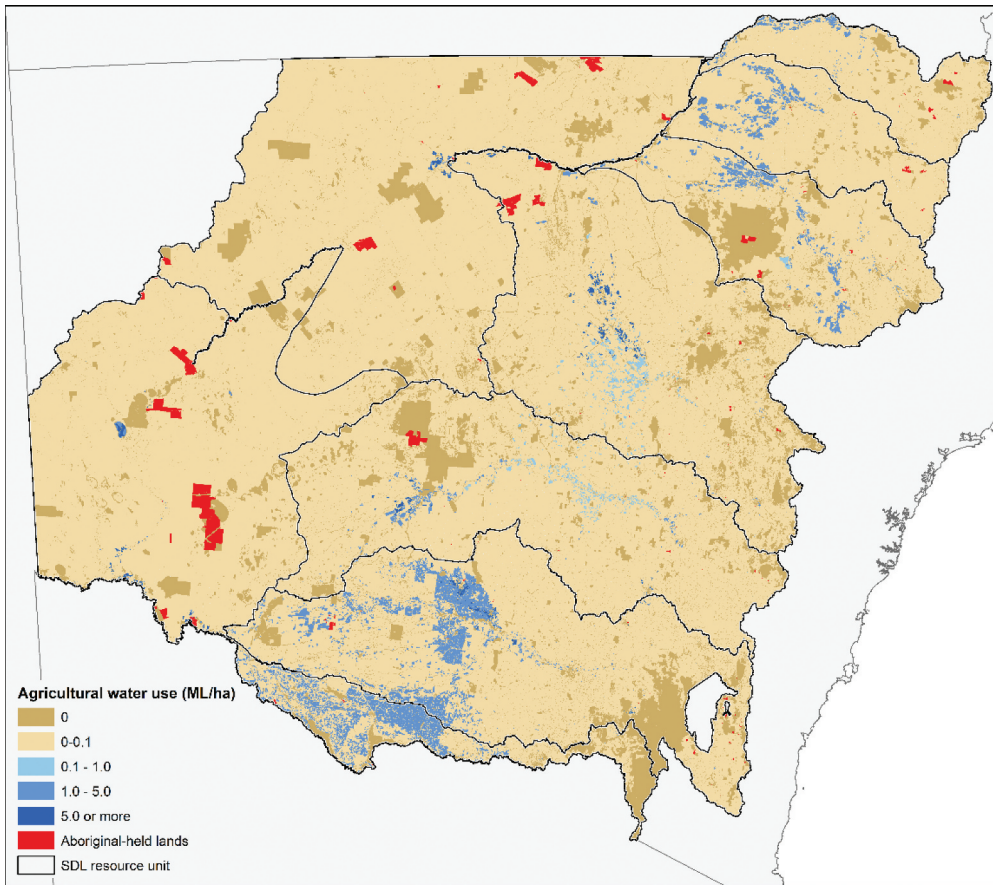 Agricultural water use (ML/ha)
0
0-0.1
0.1 - 1.0
1.0 - 5.0
5.0 or more
Aboriginal-held lands
SDL resource unit